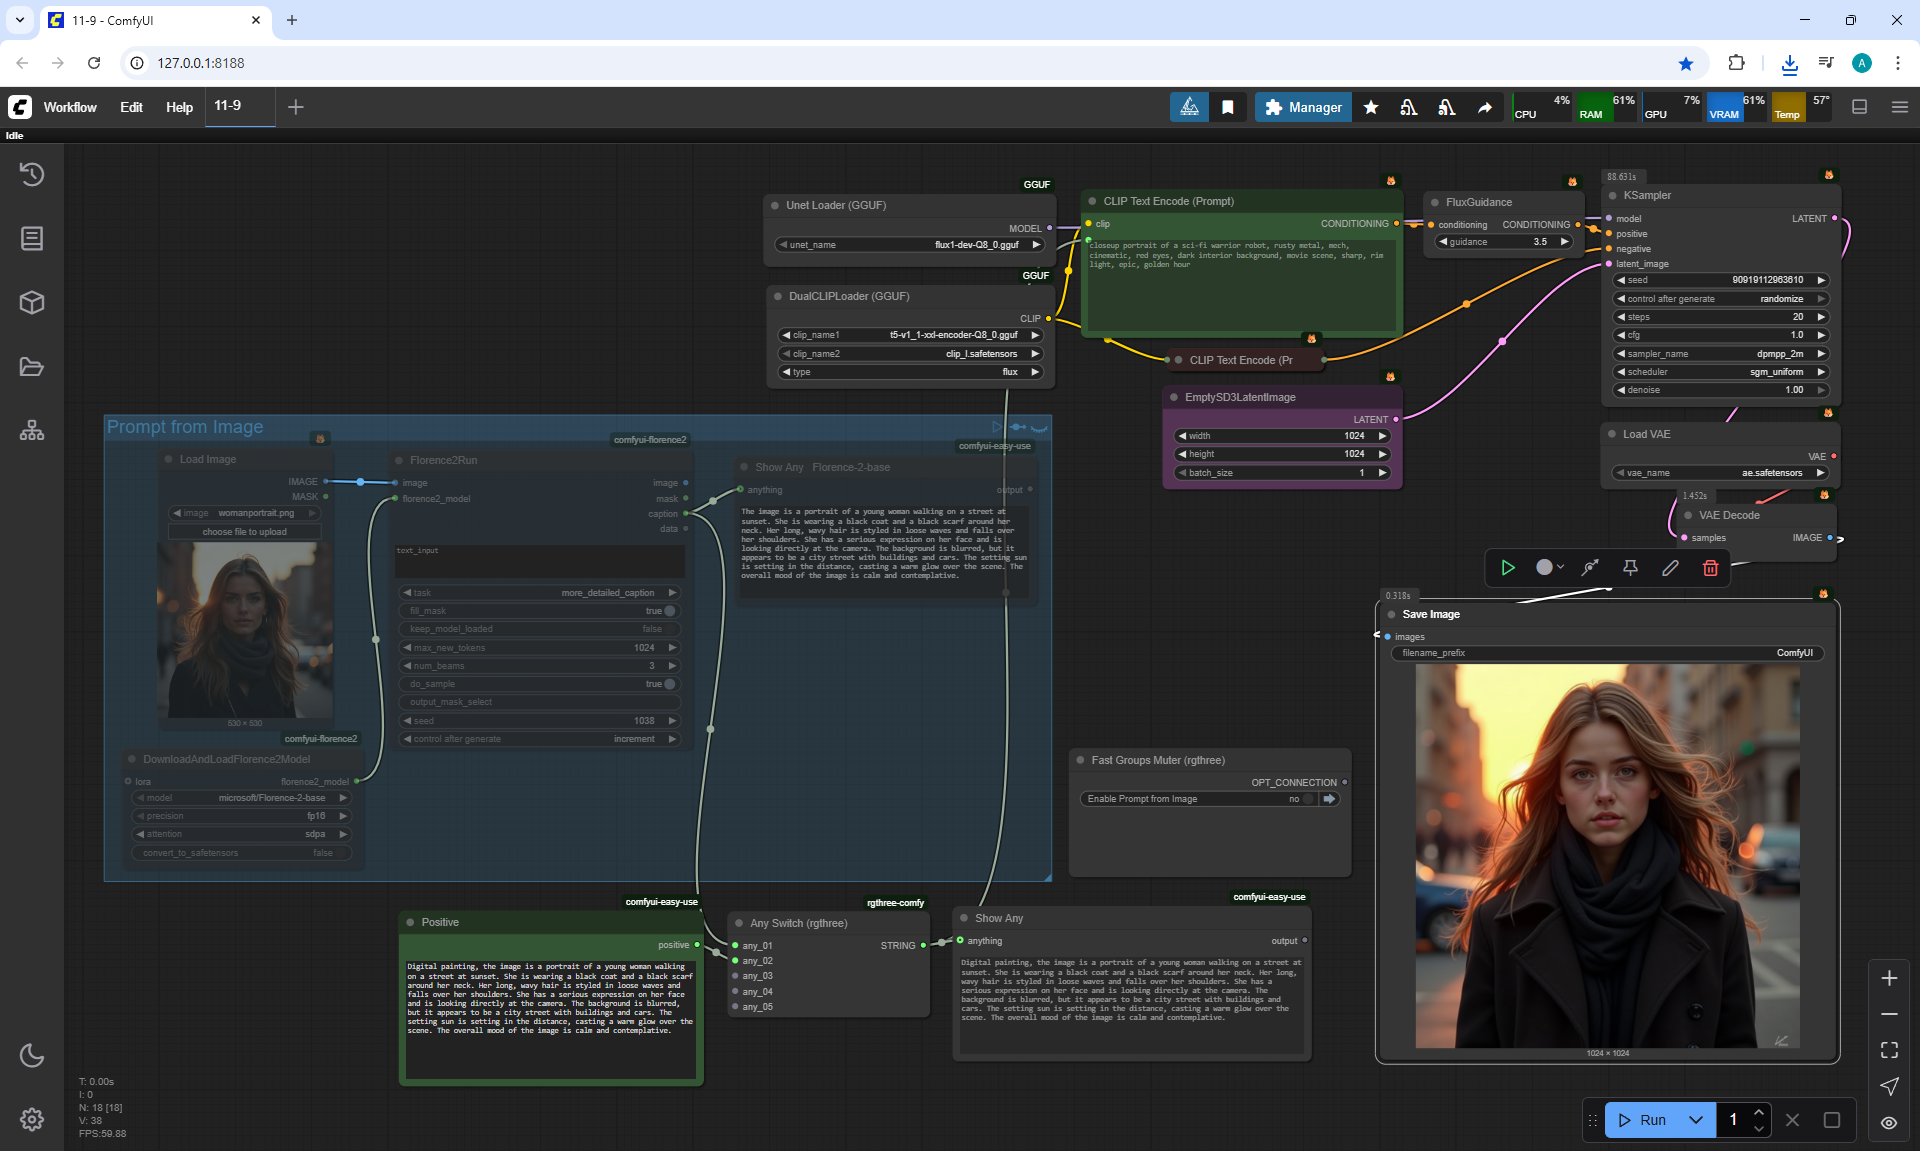 11-9 - ComfyUI
127.0.0.1:8188
A
Workflow
Edit
Help
11-9
Manager
CPU 4%
RAM 61%
GPU 7%
VRAM 61%
Temp 57°
Idle
GGUF
Unet Loader (GGUF)
MODEL
unet_name flux1-dev-Q8_0.gguf
GGUF
DualCLIPLoader (GGUF)
CLIP
clip_name1 t5-v1_1-xxl-encoder-Q8_0.gguf
clip_name2 clip_l.safetensors
type flux
CLIP Text Encode (Prompt)
clip CONDITIONING
closeup portrait of a sci-fi warrior robot, rusty metal, mech,
cinematic, red eyes, dark interior background, movie scene, sharp, rim
light, epic, golden hour
CLIP Text Encode (Pr
EmptySD3LatentImage
LATENT
width 1024
height 1024
batch_size 1
FluxGuidance
conditioning CONDITIONING
guidance 3.5
88.631s
KSampler
model LATENT
positive
negative
latent_image
seed 90919112963610
control after generate randomize
steps 20
cfg 1.0
sampler_name dpmpp_2m
scheduler sgm_uniform
denoise 1.00
Load VAE
VAE
vae_name ae.safetensors
1.452s
VAE Decode
samples IMAGE
0.318s
Save Image
images
filename_prefix ComfyUI
1024 × 1024
Prompt from Image
Load Image
IMAGE
MASK
image womanportrait.png
choose file to upload
530 × 530
comfyui-florence2
Florence2Run
image image
florence2_model mask
caption
data
text_input
task more_detailed_caption
fill_mask true
keep_model_loaded false
max_new_tokens 1024
num_beams 3
do_sample true
output_mask_select
seed 1038
control after generate increment
comfyui-easy-use
Show Any Florence-2-base
anything output
The image is a portrait of a young woman walking on a street at
sunset. She is wearing a black coat and a black scarf around her
neck. Her long, wavy hair is styled in loose waves and falls over
her shoulders. She has a serious expression on her face and is
looking directly at the camera. The background is blurred, but it
appears to be a city street with buildings and cars. The setting sun
is setting in the distance, casting a warm glow over the scene. The
overall mood of the image is calm and contemplative.
comfyui-florence2
DownloadAndLoadFlorence2Model
lora florence2_model
model microsoft/Florence-2-base
precision fp16
attention sdpa
convert_to_safetensors false
Fast Groups Muter (rgthree)
OPT_CONNECTION
Enable Prompt from Image no
comfyui-easy-use
Positive
positive
Digital painting, the image is a portrait of a young woman walking
on a street at sunset. She is wearing a black coat and a black scarf
around her neck. Her long, wavy hair is styled in loose waves and
falls over her shoulders. She has a serious expression on her face
and is looking directly at the camera. The background is blurred,
but it appears to be a city street with buildings and cars. The
setting sun is setting in the distance, casting a warm glow over the
scene. The overall mood of the image is calm and contemplative.
rgthree-comfy
Any Switch (rgthree)
any_01 STRING
any_02
any_03
any_04
any_05
comfyui-easy-use
Show Any
anything output
Digital painting, the image is a portrait of a young woman walking on a street at
sunset. She is wearing a black coat and a black scarf around her neck. Her long,
wavy hair is styled in loose waves and falls over her shoulders. She has a
serious expression on her face and is looking directly at the camera. The
background is blurred, but it appears to be a city street with buildings and
cars. The setting sun is setting in the distance, casting a warm glow over the
scene. The overall mood of the image is calm and contemplative.
T: 0.00s
I: 0
N: 18 [18]
V: 38
FPS:59.88
Run
1